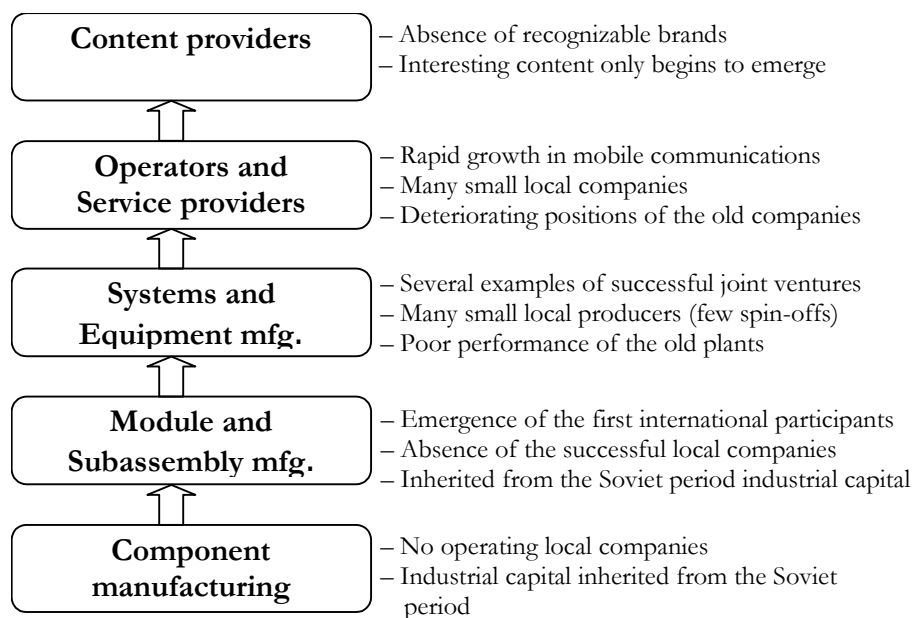 Content providers
– Absence of recognizable brands
– Interesting content only begins to emerge
Operators and
Service providers
– Rapid growth in mobile communications
– Many small local companies
– Deteriorating positions of the old companies
Systems and
Equipment mfg.
– Several examples of successful joint ventures
– Many small local producers (few spin-offs)
– Poor performance of the old plants
Module and
Subassembly mfg.
– Emergence of the first international participants
– Absence of the successful local companies
– Inherited from the Soviet period industrial capital
Component
manufacturing
– No operating local companies
– Industrial capital inherited from the Soviet
period